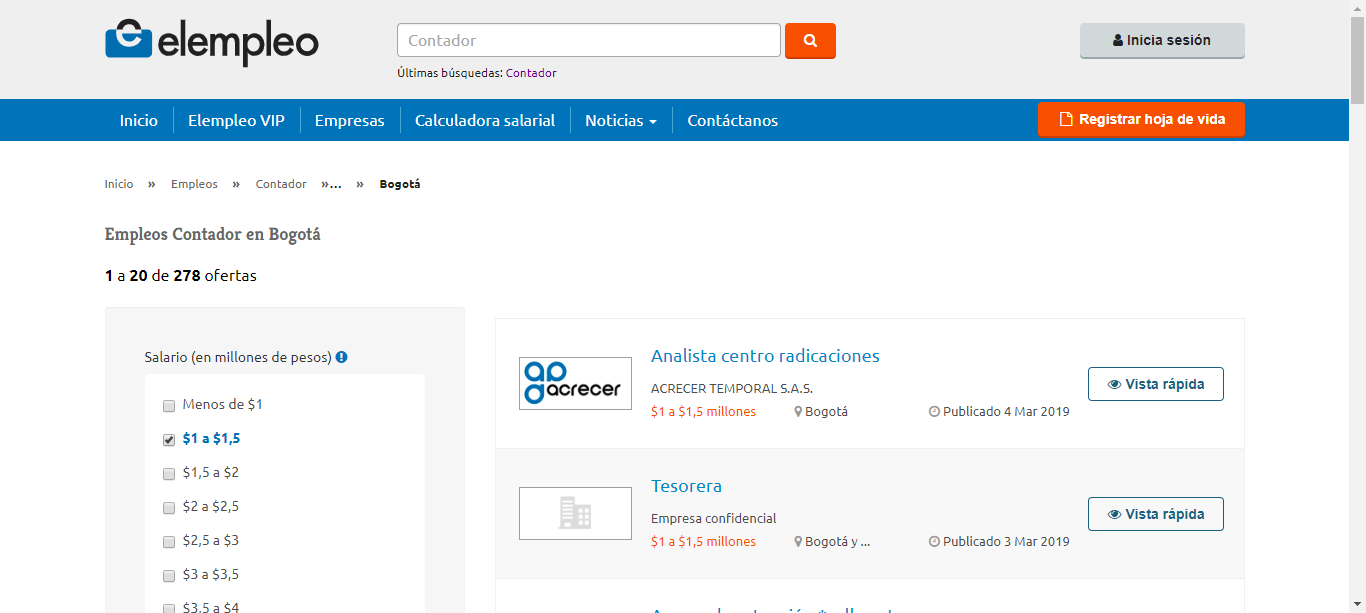 elempleo
Contador
Inicia sesión
Últimas búsquedas: Contador
Inicio
Elempleo VIP
Empresas
Calculadora salarial
Noticias
Contáctanos
Registrar hoja de vida
Inicio » Empleos » Contador »... » Bogotá
Empleos Contador en Bogotá
1 a 20 de 278 ofertas
Salario (en millones de pesos)
Menos de $1
$1 a $1,5
$1,5 a $2
$2 a $2,5
$2,5 a $3
$3 a $3,5
$3,5 a $4
acrecer
Analista centro radicaciones
ACRECER TEMPORAL S.A.S.
$1 a $1,5 millones Bogotá Publicado 4 Mar 2019
Vista rápida
Tesorera
Empresa confidencial
$1 a $1,5 millones Bogotá y ... Publicado 3 Mar 2019
Vista rápida